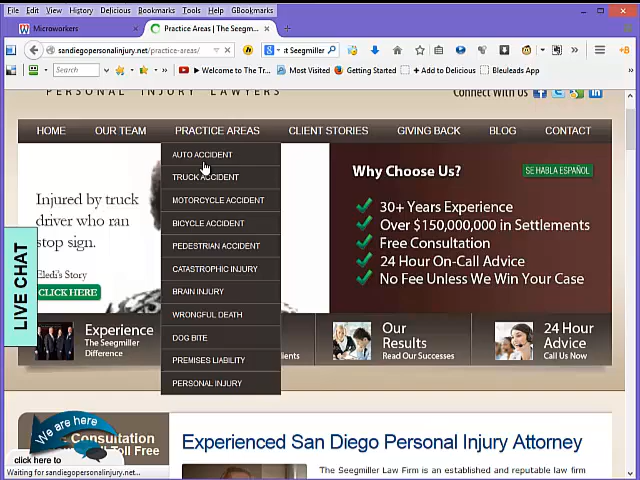 File Edit View History Delicious Bookmarks Tools Help
Microworkers
Practice Areas | The Seegm...
sandiegopersonalinjury.net/practice-areas/
st Seegmiller
Search
Welcome to The Tr...
Most Visited
Getting Started
+ Add to Delicious
Bleuleads App
PERSONAL INJURY LAWYERS
Connect With Us
HOME OUR TEAM PRACTICE AREAS CLIENT STORIES GIVING BACK BLOG CONTACT
AUTO ACCIDENT
TRUCK ACCIDENT
MOTORCYCLE ACCIDENT
BICYCLE ACCIDENT
PEDESTRIAN ACCIDENT
CATASTROPHIC INJURY
BRAIN INJURY
WRONGFUL DEATH
DOG BITE
PREMISES LIABILITY
PERSONAL INJURY
Injured by truck
driver who ran
stop sign.
Eledi's Story
CLICK HERE
Why Choose Us?
SE HABLA ESPAÑOL
30+ Years Experience
Over $150,000,000 in Settlements
Free Consultation
24 Hour On-Call Advice
No Fee Unless We Win Your Case
LIVE CHAT
Experience
The Seegmiller
Difference
ients
Our
Results
Read Our Successes
24 Hour
Advice
Call Us Now
We are here
Consultation
ll Toll Free
click here to
Experienced San Diego Personal Injury Attorney
The Seegmiller Law Firm is an established and reputable law firm
Waiting for sandiegopersonalinjury.net...